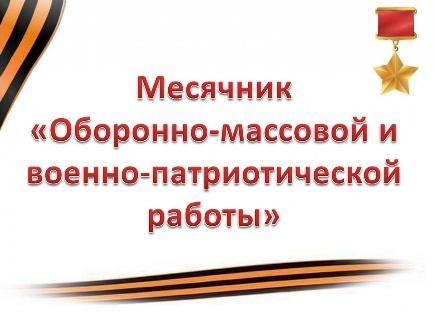 Месячник
«Оборонно-массовой и
военно-патриотической
работы»